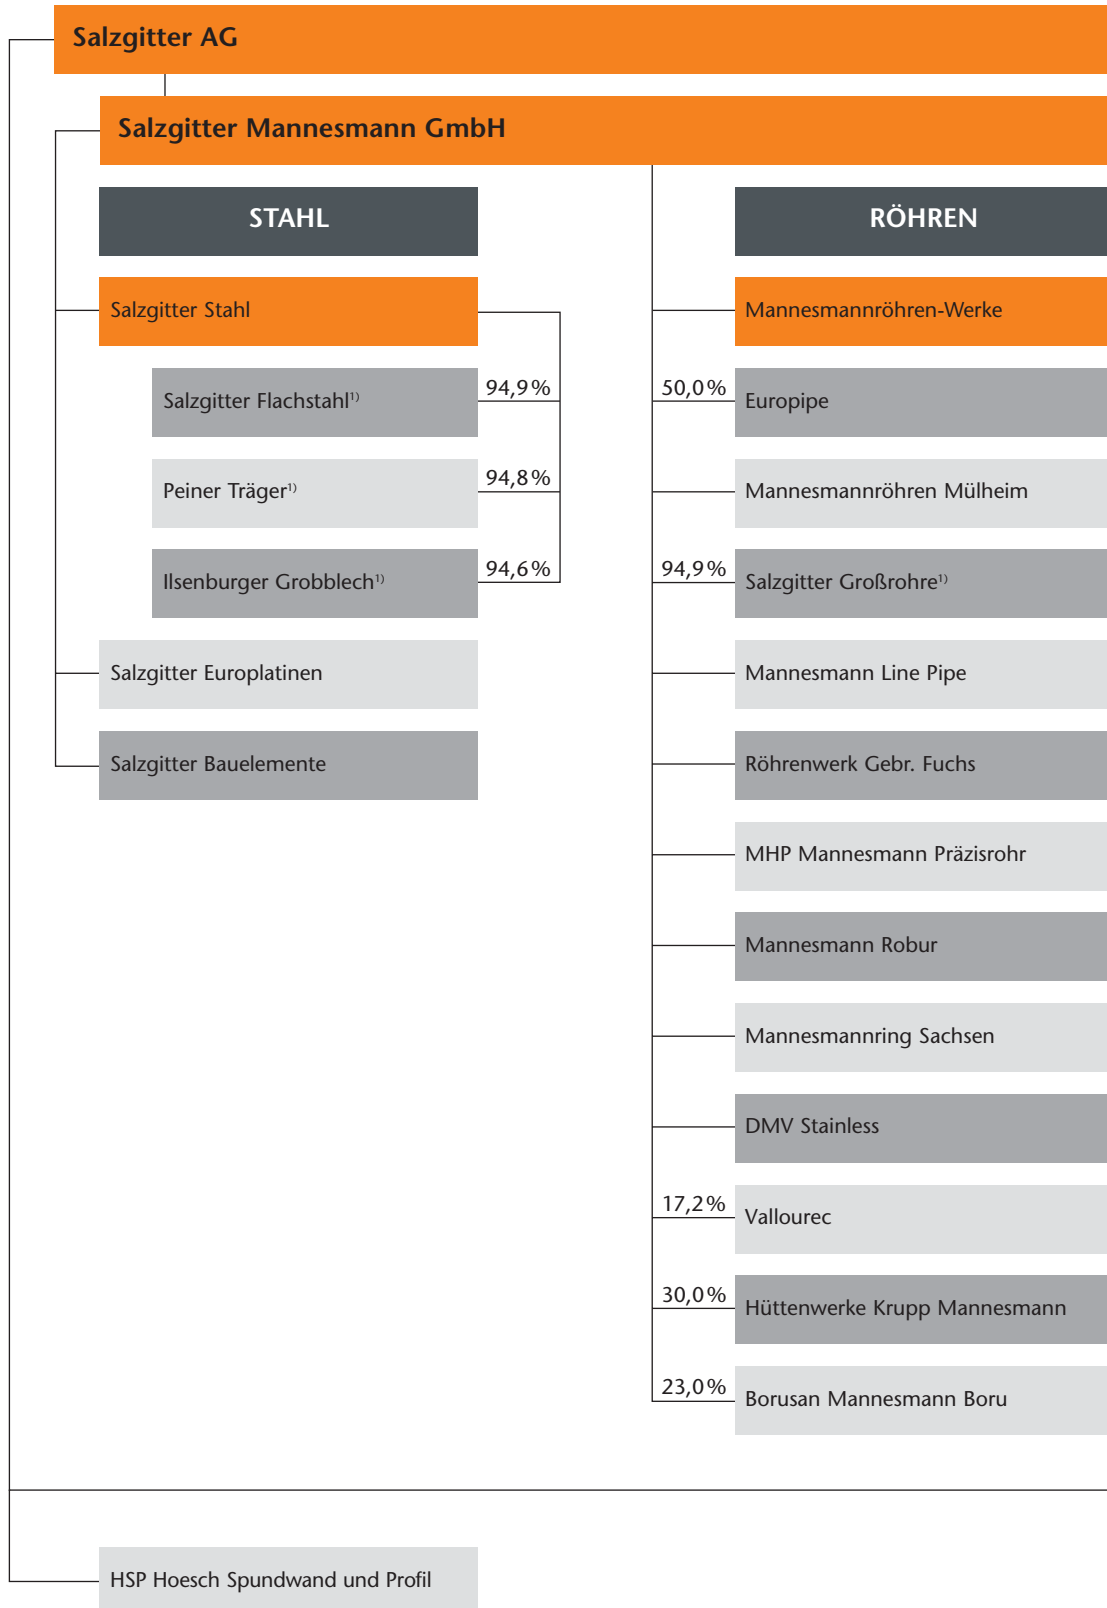 Salzgitter AG
Salzgitter Mannesmann GmbH
STAHL
Salzgitter Stahl
94,9%
Salzgitter Flachstahl¹⁾
94,8%
Peiner Träger¹⁾
94,6%
Ilsenburger Grobblech¹⁾
Salzgitter Europlatinen
Salzgitter Bauelemente
RÖHREN
Mannesmannröhren-Werke
50,0%
Europipe
Mannesmannröhren Mülheim
94,9%
Salzgitter Großrohre¹⁾
Mannesmann Line Pipe
Röhrenwerk Gebr. Fuchs
MHP Mannesmann Präzisrohr
Mannesmann Robur
Mannesmannring Sachsen
DMV Stainless
17,2%
Vallourec
30,0%
Hüttenwerke Krupp Mannesmann
23,0%
Borusan Mannesmann Boru
HSP Hoesch Spundwand und Profil